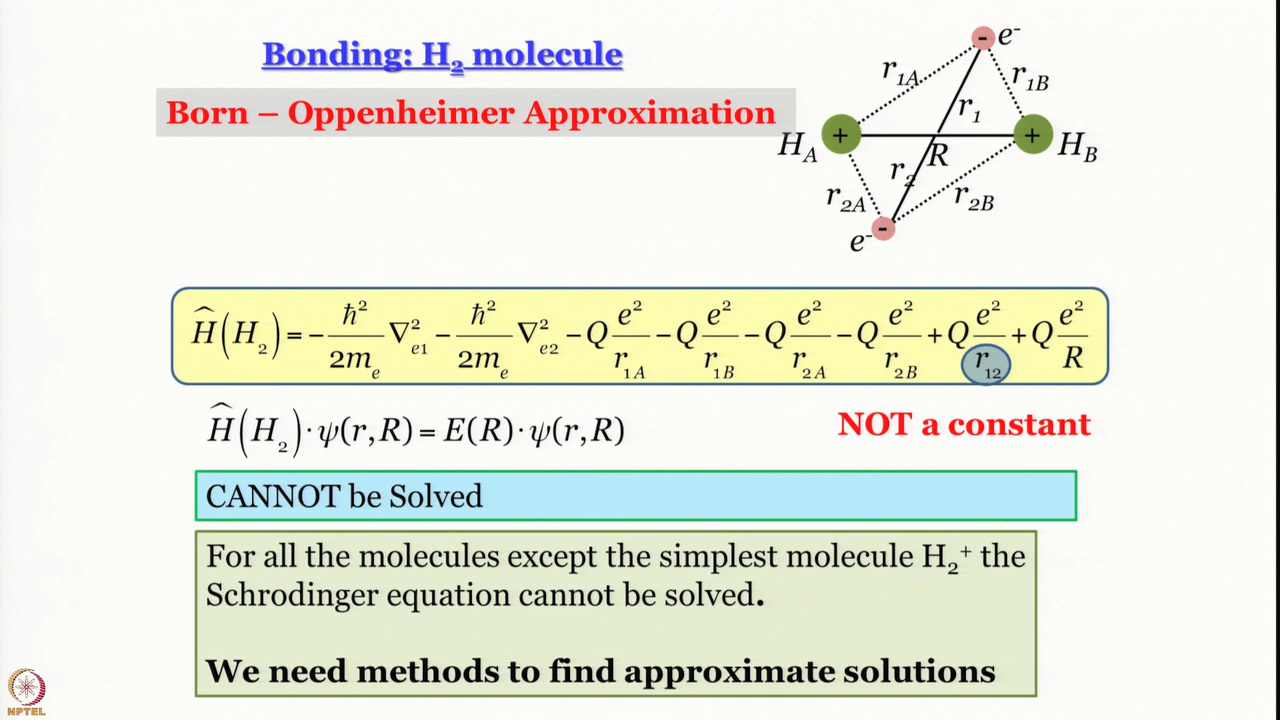 Bonding: H₂ molecule
Born – Oppenheimer Approximation
- e⁻
r₁A r₁B
r₁
H_A + R + H_B
r₂
r₂A r₂B
e⁻ -
Ĥ(H₂) = − ħ²/2mₑ ∇²ₑ₁ − ħ²/2mₑ ∇²ₑ₂ − Q e²/r₁A − Q e²/r₁B − Q e²/r₂A − Q e²/r₂B + Q e²/r₁₂ + Q e²/R
Ĥ(H₂)·ψ(r,R) = E(R)·ψ(r,R)
NOT a constant
CANNOT be Solved
For all the molecules except the simplest molecule H₂⁺ the
Schrodinger equation cannot be solved.
We need methods to find approximate solutions
NPTEL